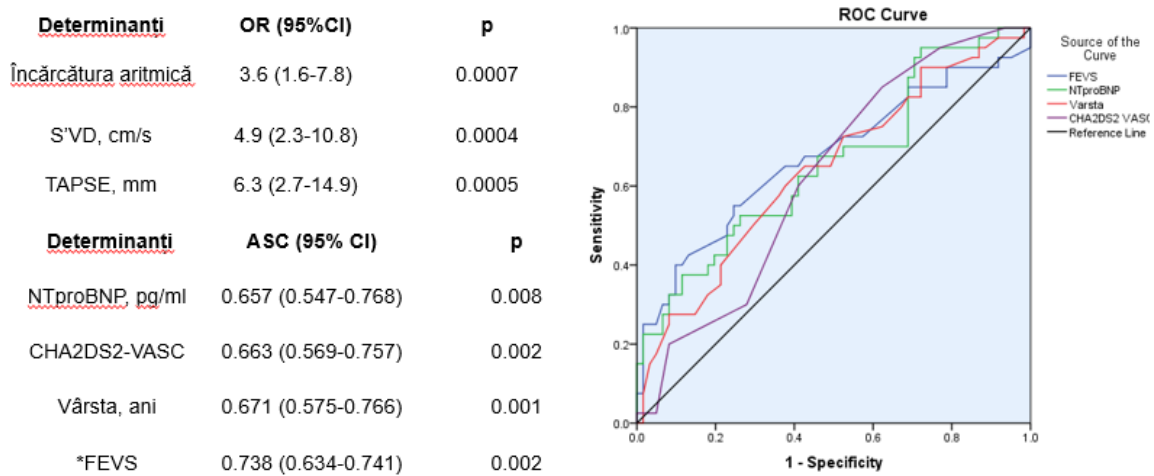 Determinanți OR (95%CI) p
Încărcătura aritmică 3.6 (1.6-7.8) 0.0007
S'VD, cm/s 4.9 (2.3-10.8) 0.0004
TAPSE, mm 6.3 (2.7-14.9) 0.0005
Determinanți ASC (95% CI) p
NTproBNP, pg/ml 0.657 (0.547-0.768) 0.008
CHA2DS2-VASC 0.663 (0.569-0.757) 0.002
Vârsta, ani 0.671 (0.575-0.766) 0.001
*FEVS 0.738 (0.634-0.741) 0.002
ROC Curve
Sensitivity
1.0
0.8
0.6
0.4
0.2
0.0
0.0 0.2 0.4 0.6 0.8 1.0
1 - Specificity
Source of the
Curve
FEVS
NTproBNP
Varsta
CHA2DS2 VASC
Reference Line